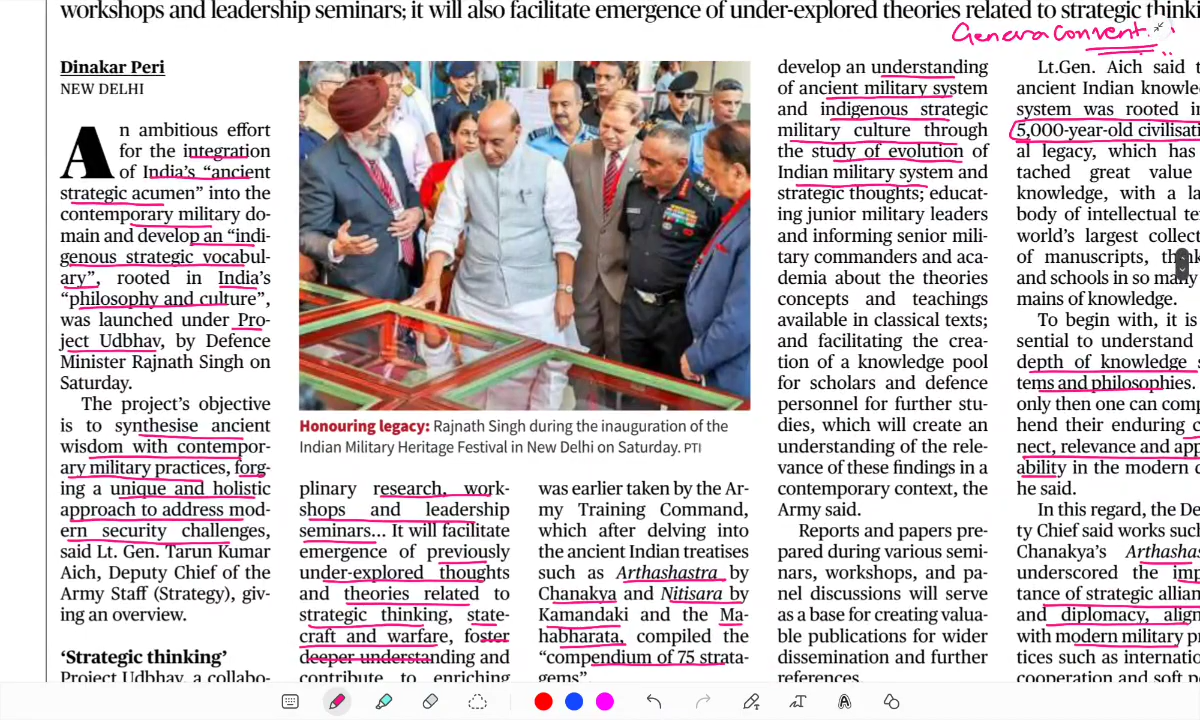 workshops and leadership seminars; it will also facilitate emergence of under-explored theories related to strategic thinki
Geneva Convent.
Dinakar Peri
NEW DELHI
An ambitious effort
for the integration
of India's "ancient
strategic acumen" into the
contemporary military do-
main and develop an "indi-
genous strategic vocabul-
ary", rooted in India's
"philosophy and culture",
was launched under Pro-
ject Udbhav, by Defence
Minister Rajnath Singh on
Saturday.
The project's objective
is to synthesise ancient
wisdom with contempor-
ary military practices, forg-
ing a unique and holistic
approach to address mod-
ern security challenges,
said Lt. Gen. Tarun Kumar
Aich, Deputy Chief of the
Army Staff (Strategy), giv-
ing an overview.
'Strategic thinking'
Project Udbhav, a collabo-
Honouring legacy: Rajnath Singh during the inauguration of the
Indian Military Heritage Festival in New Delhi on Saturday. PTI
plinary research, work-
shops and leadership
seminars... It will facilitate
emergence of previously
under-explored thoughts
and theories related to
strategic thinking, state-
craft and warfare, foster
deeper understanding and
contribute to enriching
was earlier taken by the Ar-
my Training Command,
which after delving into
the ancient Indian treatises
such as Arthashastra by
Chanakya and Nitisara by
Kamandaki and the Ma-
habharata, compiled the
"compendium of 75 strata-
gems".
develop an understanding
of ancient military system
and indigenous strategic
military culture through
the study of evolution of
Indian military system and
strategic thoughts; educat-
ing junior military leaders
and informing senior mili-
tary commanders and aca-
demia about the theories
concepts and teachings
available in classical texts;
and facilitating the crea-
tion of a knowledge pool
for scholars and defence
personnel for further stu-
dies, which will create an
understanding of the rele-
vance of these findings in a
contemporary context, the
Army said.
Reports and papers pre-
pared during various semi-
nars, workshops, and pa-
nel discussions will serve
as a base for creating valua-
ble publications for wider
dissemination and further
references.
Lt.Gen. Aich said t
ancient Indian knowle
system was rooted in
5,000-year-old civilisati
al legacy, which has
tached great value
knowledge, with a la
body of intellectual te
world's largest collect
of manuscripts, think
and schools in so many
mains of knowledge.
To begin with, it is
sential to understand
depth of knowledge s
tems and philosophies.
only then one can comp
hend their enduring c
nect, relevance and app
ability in the modern c
he said.
In this regard, the De
ty Chief said works suc
Chanakya's Arthashas
underscored the imp
tance of strategic allian
and diplomacy, align
with modern military pr
tices such as internatio
cooperation and soft po